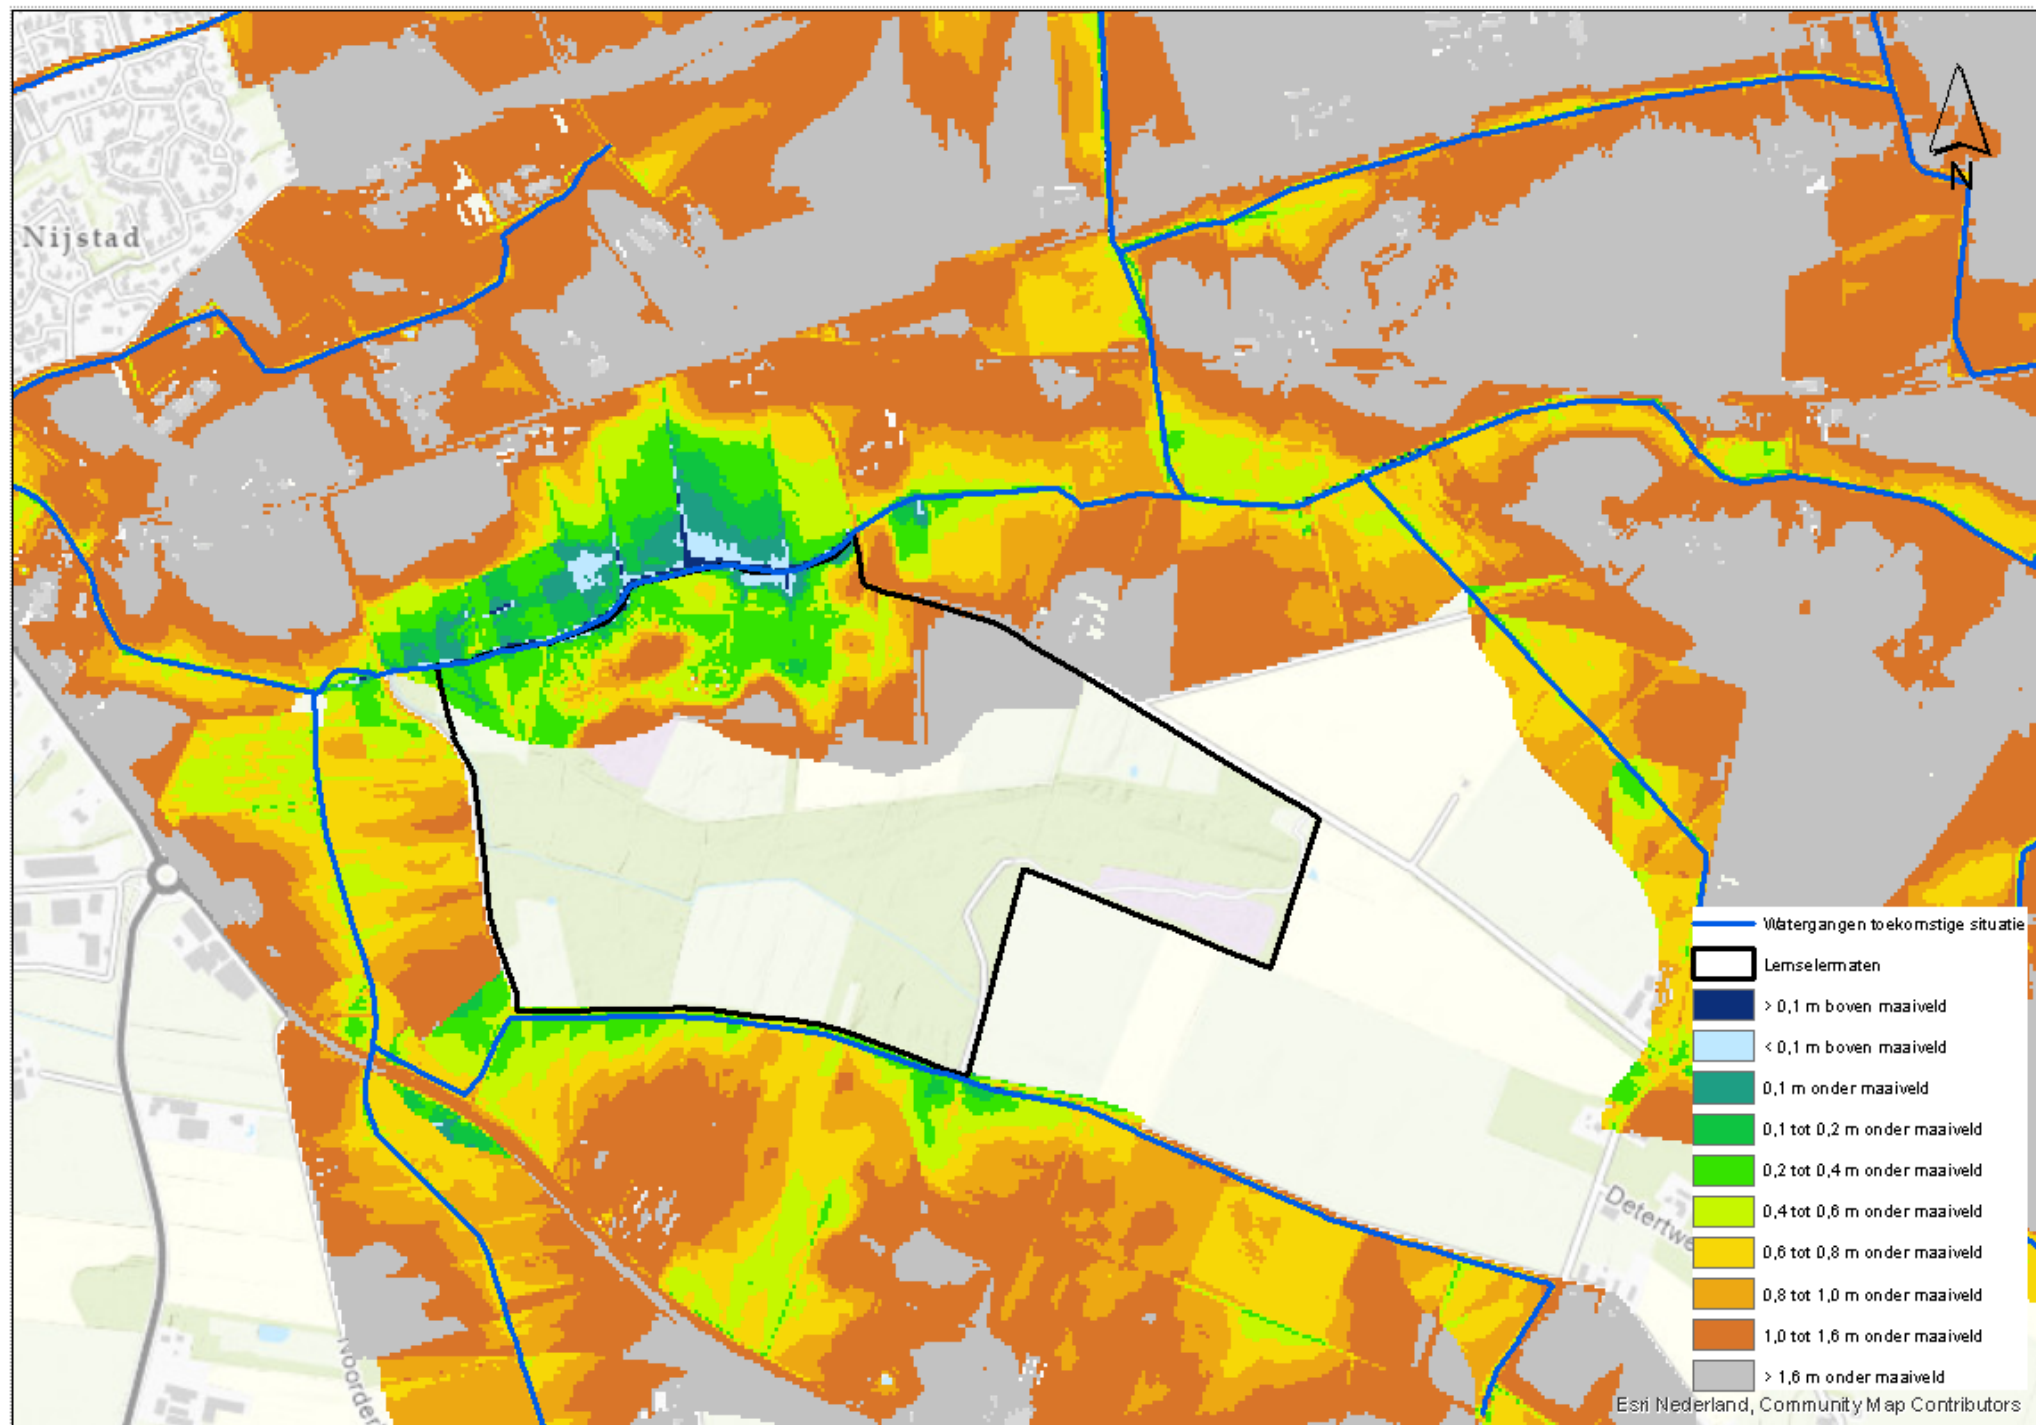 N
Nijstad
Watergangen toekomstige situatie
Lemselermaten
> 0,1 m boven maaiveld
< 0,1 m boven maaiveld
0,1 m onder maaiveld
0,1 tot 0,2 m onder maaiveld
0,2 tot 0,4 m onder maaiveld
0,4 tot 0,6 m onder maaiveld
0,6 tot 0,8 m onder maaiveld
0,8 tot 1,0 m onder maaiveld
1,0 tot 1,6 m onder maaiveld
> 1,6 m onder maaiveld
Detertwe
Noorder
Esri Nederland, Community Map Contributors